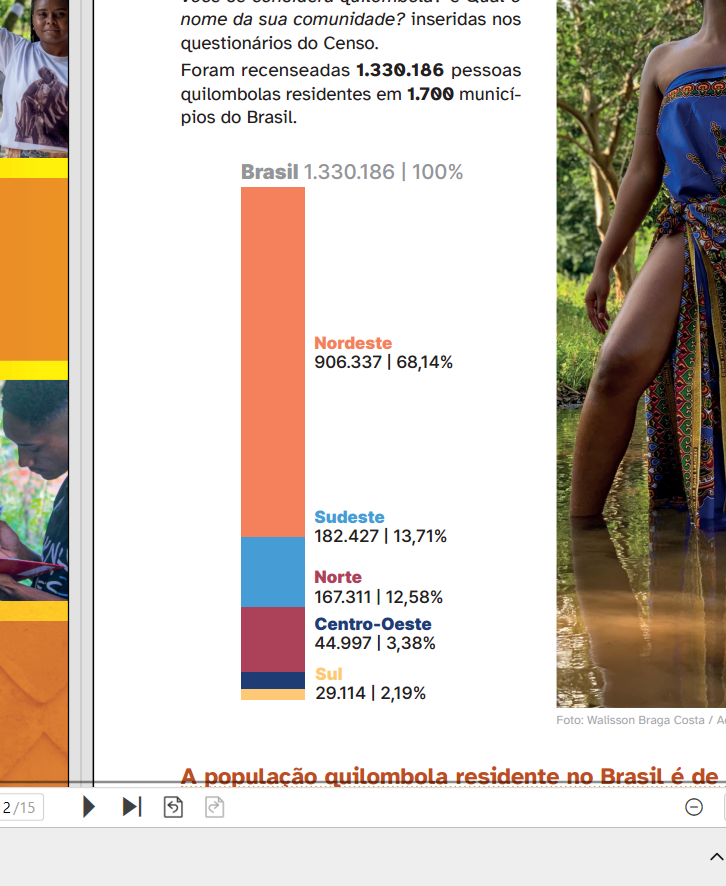 nome da sua comunidade? inseridas nos
questionários do Censo.
Foram recenseadas 1.330.186 pessoas
quilombolas residentes em 1.700 municí-
pios do Brasil.
Brasil 1.330.186 | 100%
Nordeste
906.337 | 68,14%
Sudeste
182.427 | 13,71%
Norte
167.311 | 12,58%
Centro-Oeste
44.997 | 3,38%
Sul
29.114 | 2,19%
Foto: Walisson Braga Costa /
A população quilombola residente no Brasil é de
2/15